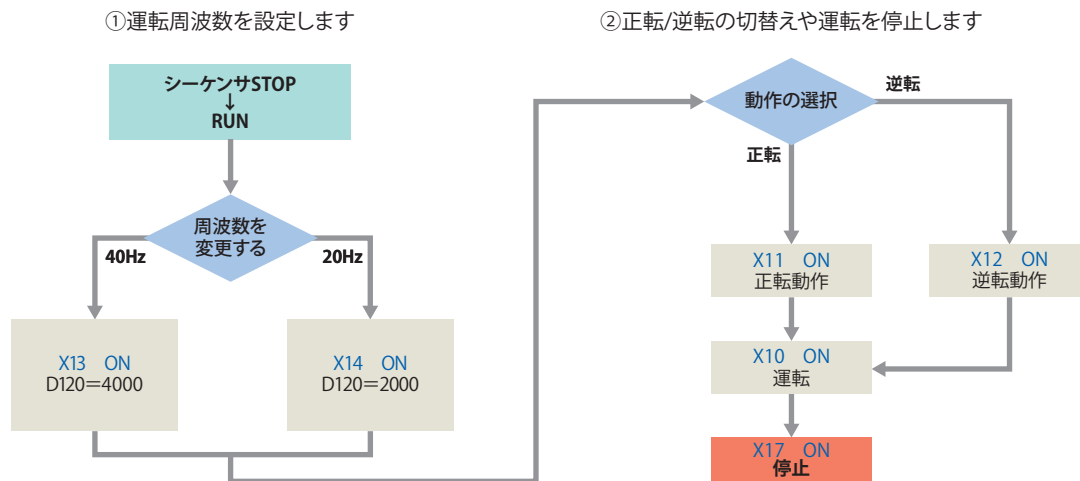 ①運転周波数を設定します
シーケンサSTOP
↓
RUN
周波数を
変更する
40Hz
20Hz
X13 ON
D120＝4000
X14 ON
D120＝2000
②正転/逆転の切替えや運転を停止します
動作の選択
逆転
正転
X11 ON
正転動作
X12 ON
逆転動作
X10 ON
運転
X17 ON
停止